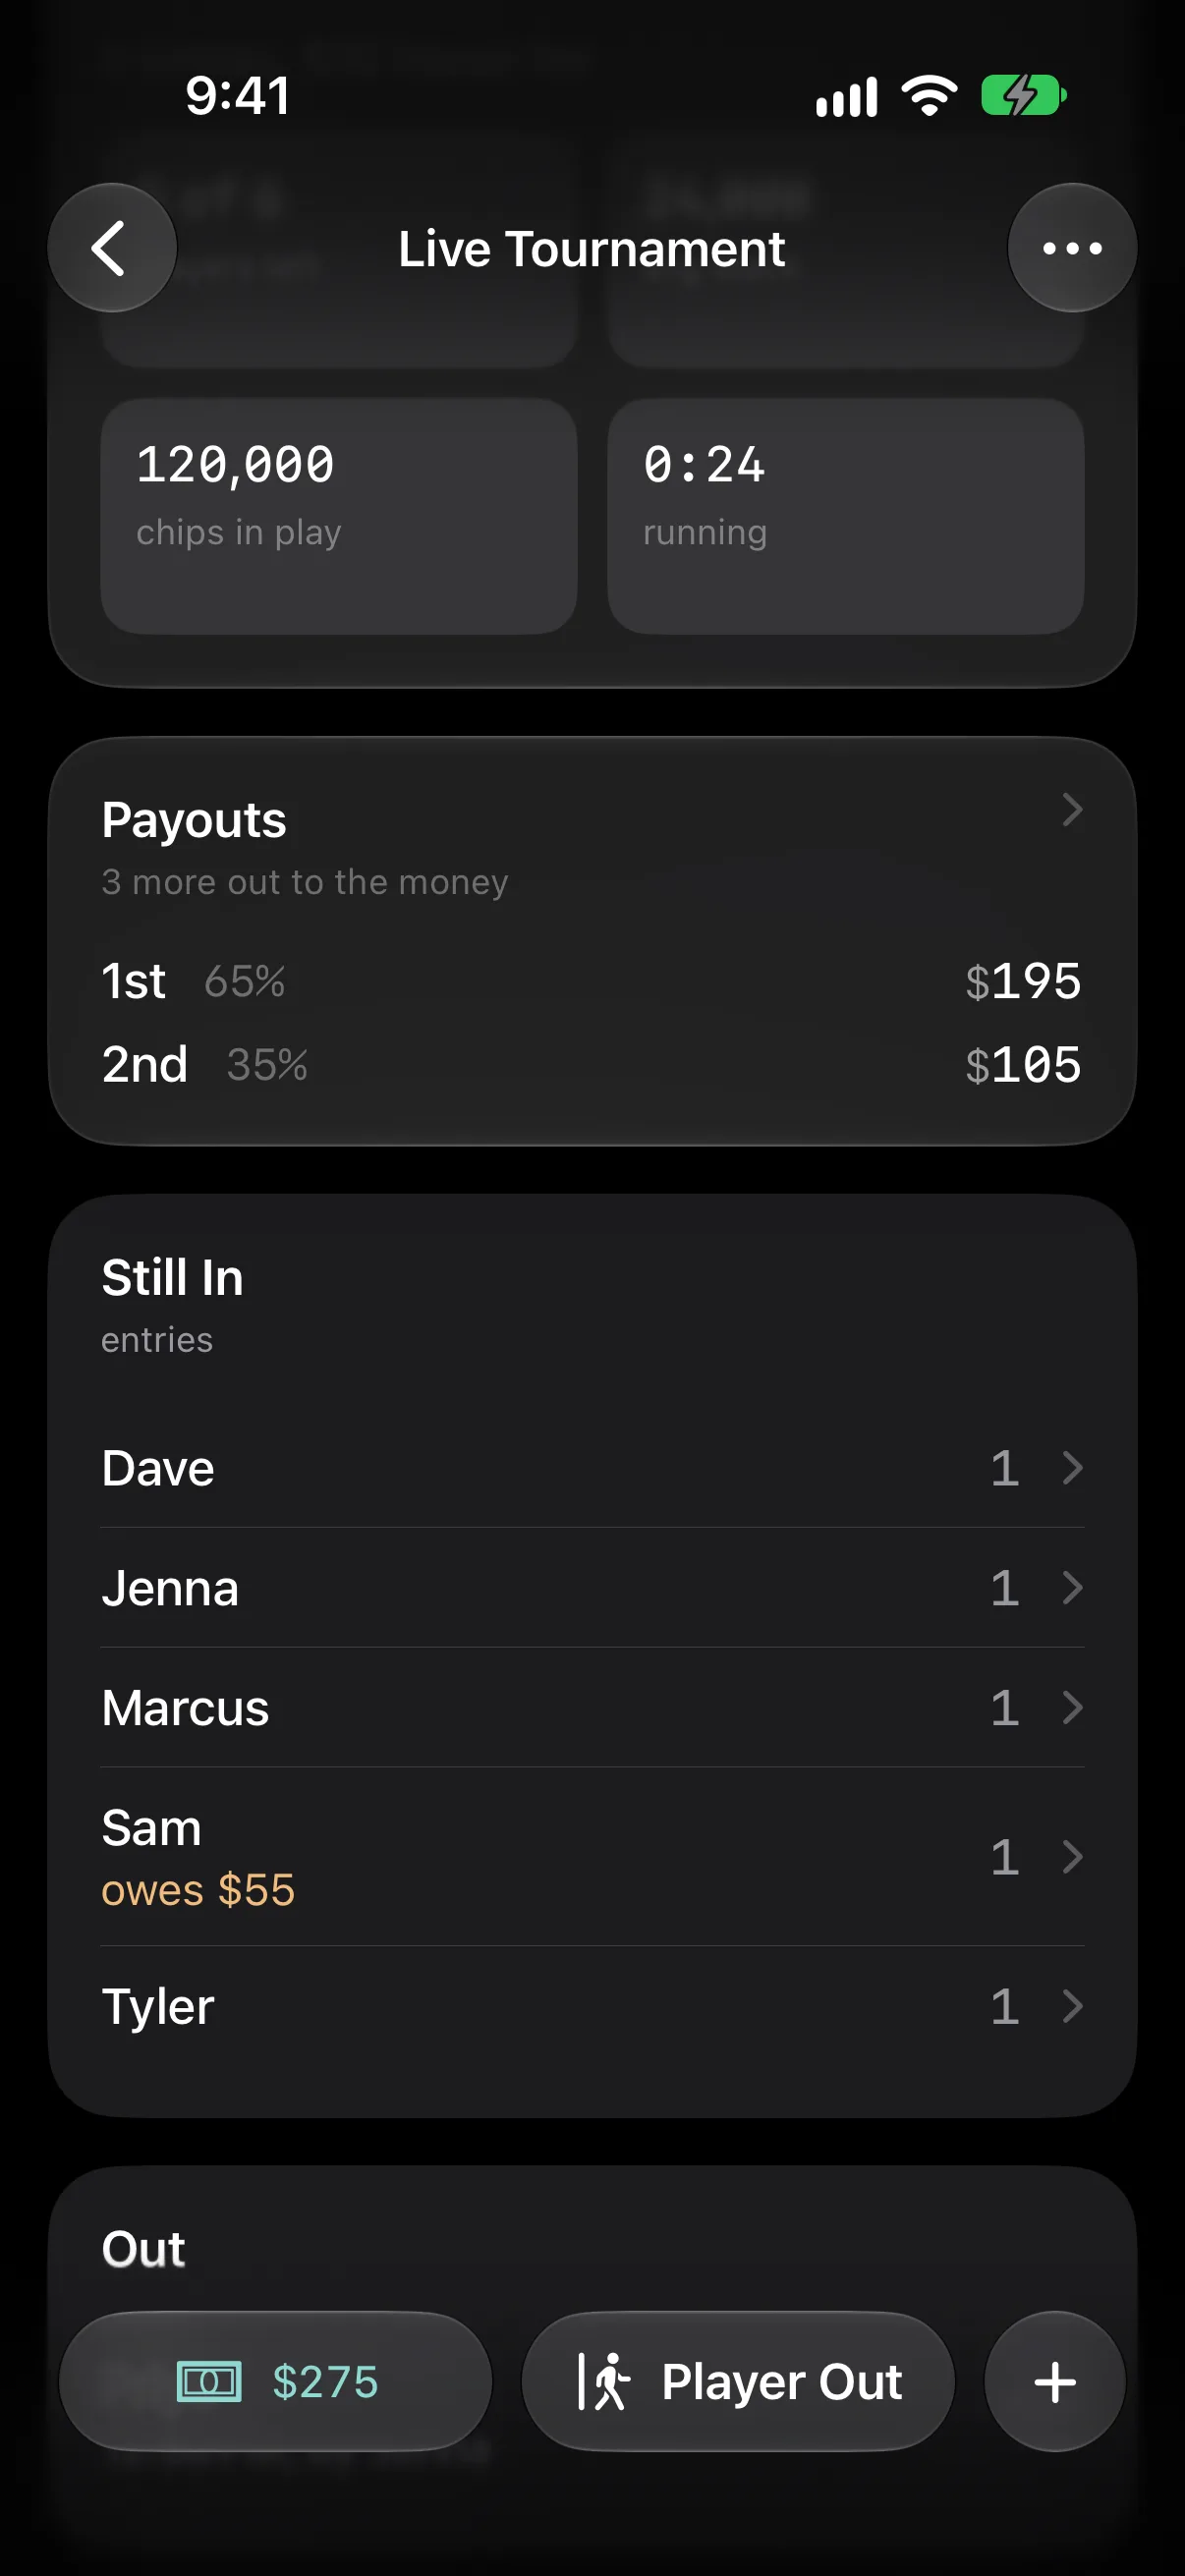 9:41
Live Tournament
120,000
chips in play
0:24
running
Payouts
3 more out to the money
1st 65% $195
2nd 35% $105
Still In
entries
Dave 1
Jenna 1
Marcus 1
Sam
owes $55
1
Tyler 1
Out
$275
Player Out